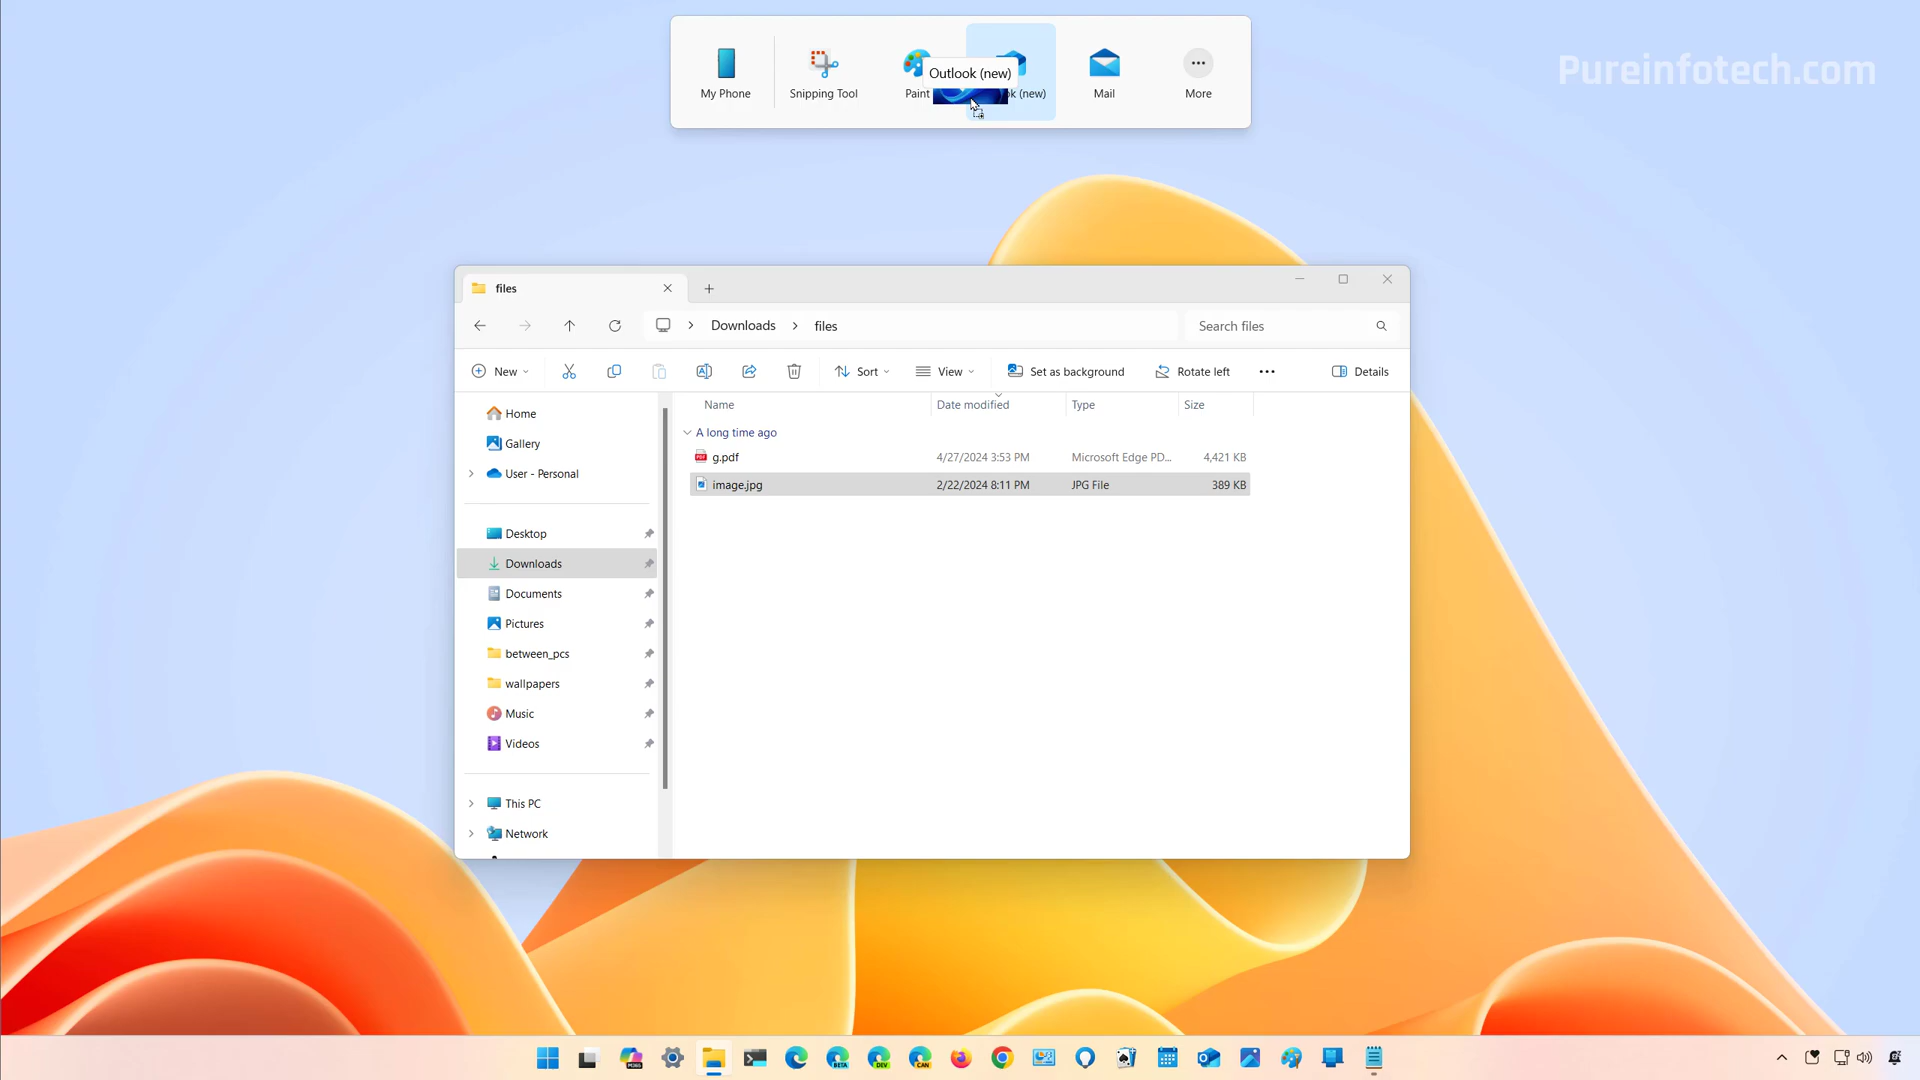 Pureinfotech.com
Outlook (new)
My Phone
Snipping Tool
Paint
k (new)
Mail
More
files
Downloads
files
Search files
New
Sort
View
Set as background
Rotate left
Details
Home
Gallery
User - Personal
Desktop
Downloads
Documents
Pictures
between_pcs
wallpapers
Music
Videos
This PC
Network
Name Date modified Type Size
A long time ago
g.pdf 4/27/2024 3:53 PM Microsoft Edge PD... 4,421 KB
image.jpg 2/22/2024 8:11 PM JPG File 389 KB
BETA
DEV
CAN